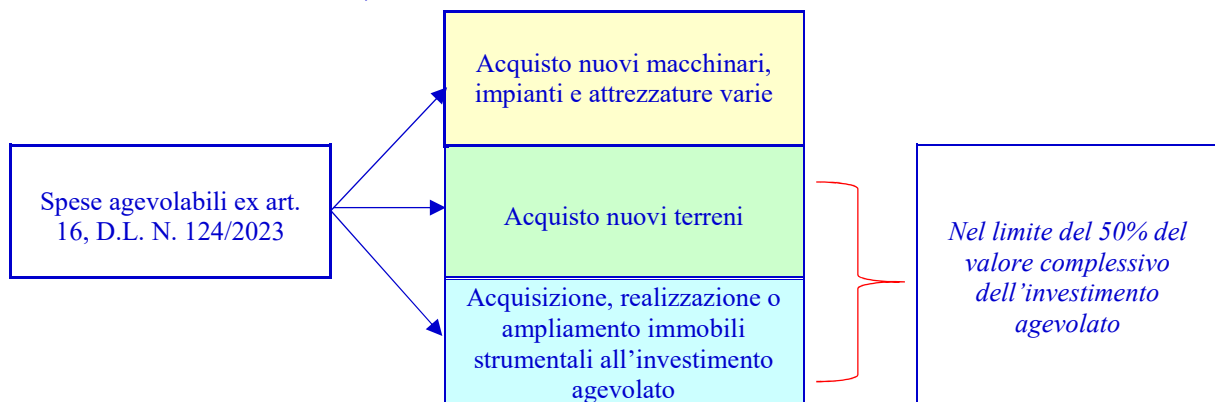 Acquisto nuovi macchinari,
impianti e attrezzature varie
Spese agevolabili ex art.
16, D.L. N. 124/2023
Acquisto nuovi terreni
Acquisizione, realizzazione o
ampliamento immobili
strumentali all’investimento
agevolato
Nel limite del 50% del
valore complessivo
dell’investimento
agevolato